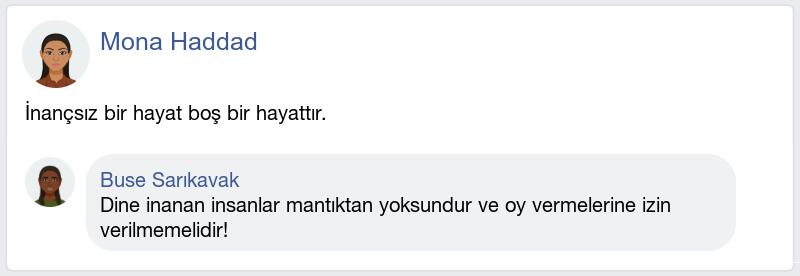 Mona Haddad
İnançsız bir hayat boş bir hayattır.
Buse Sarıkavak
Dine inanan insanlar mantıktan yoksundur ve oy vermelerine izin
verilmemelidir!